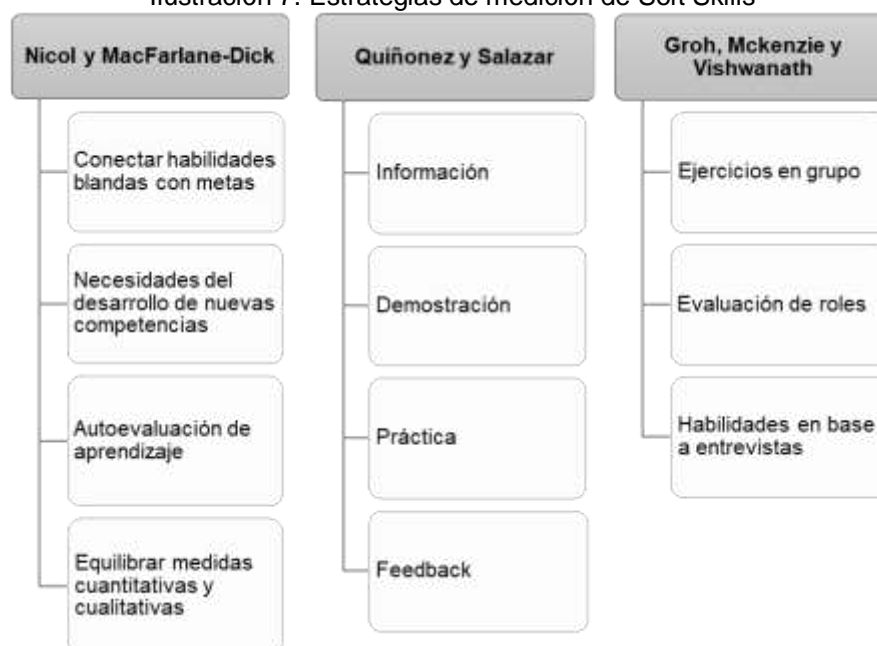 Ilustración 7. Estrategias de medición de Soft Skills
Nicol y MacFarlane-Dick
Conectar habilidades
blandas con metas
Necesidades del
desarrollo de nuevas
competencias
Autoevaluación de
aprendizaje
Equilibrar medidas
cuantitativas y
cualitativas
Quiñonez y Salazar
Información
Demostración
Práctica
Feedback
Groh, Mckenzie y
Vishwanath
Ejercicios en grupo
Evaluación de roles
Habilidades en base
a entrevistas